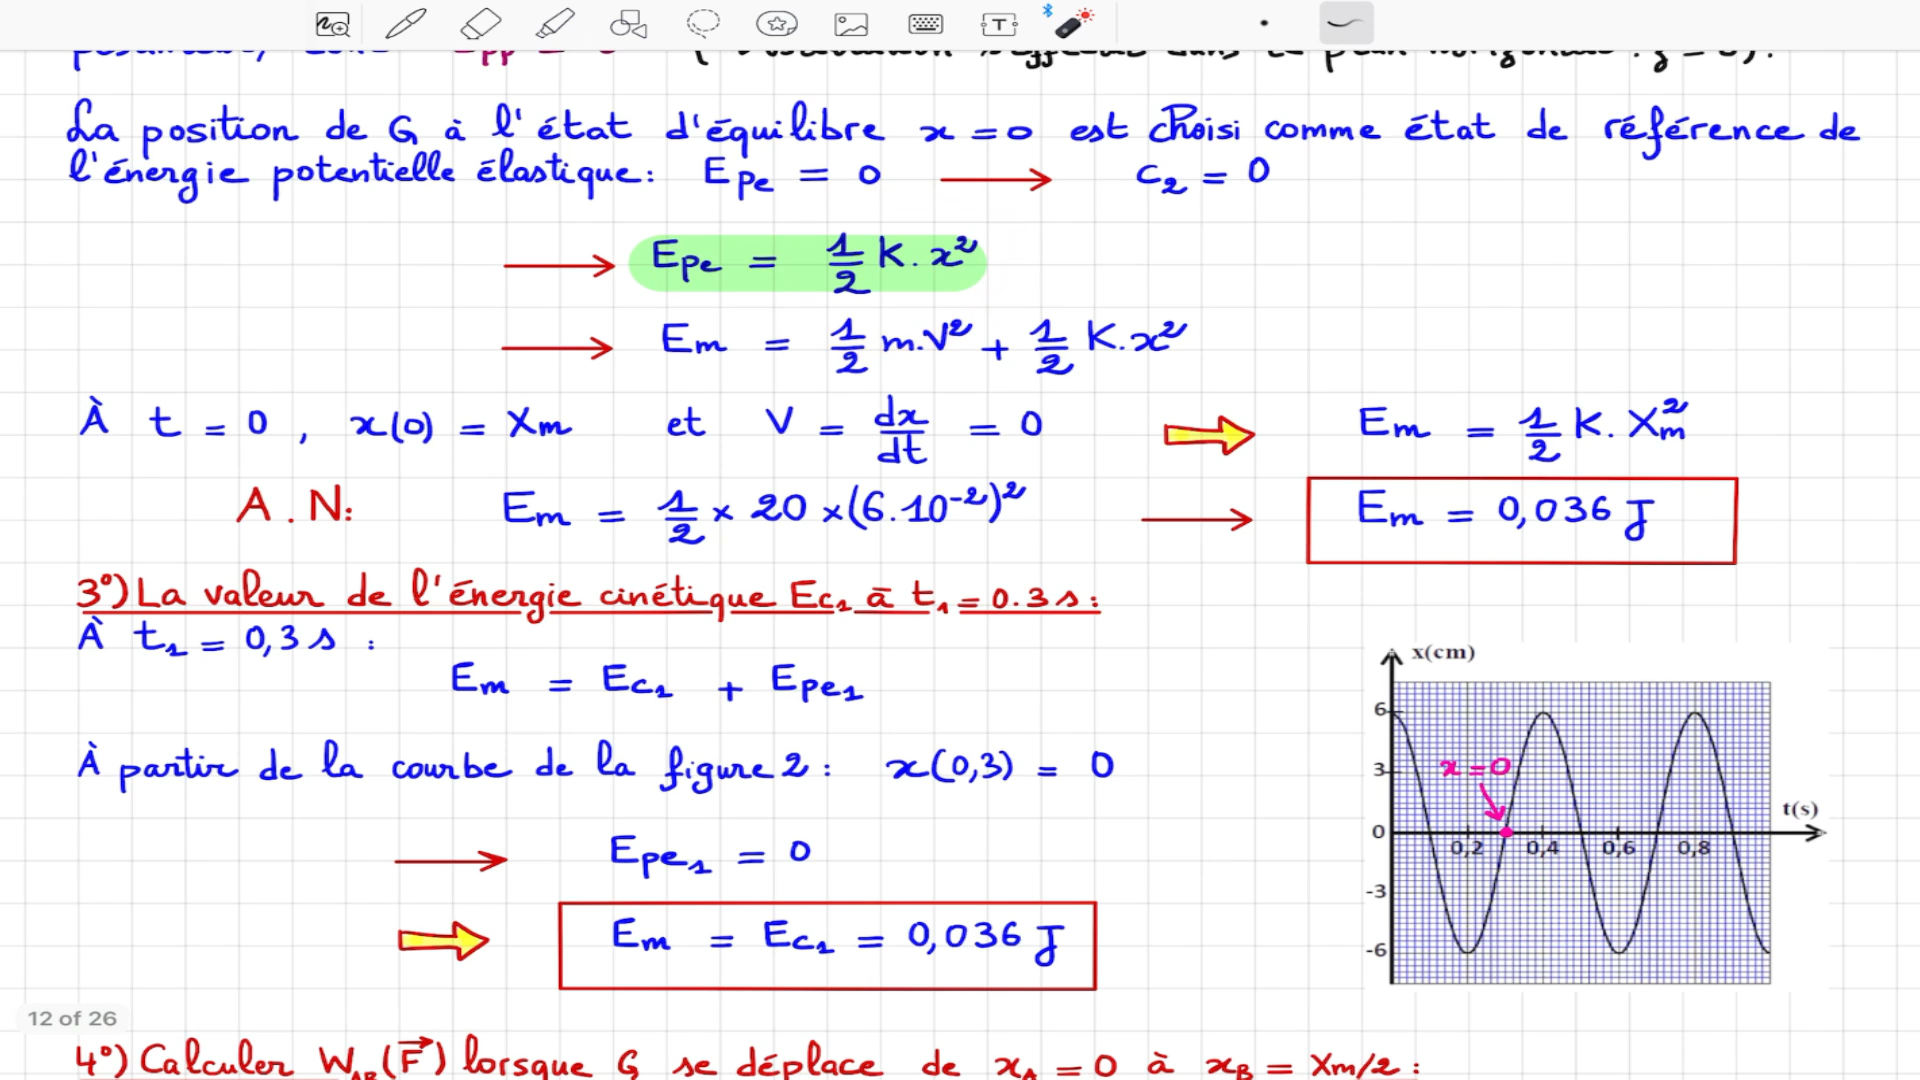 La position de G à l'état d'équilibre x = 0 est choisi comme état de référence de
l'énergie potentielle élastique: Epe = 0 → C2 = 0
→ Epe = 1/2 K.x²
→ Em = 1/2 m.V² + 1/2 K.x²
À t = 0 , x(0) = Xm et V = dx/dt = 0 ⇒ Em = 1/2 K.Xm²
A.N: Em = 1/2 × 20 × (6.10⁻²)² → Em = 0,036 J
3°) La valeur de l'énergie cinétique Ec1 à t1 = 0.3 s:
À t1 = 0,3 s :
Em = Ec1 + Epe1
À partir de la courbe de la figure 2 : x(0,3) = 0
→ Epe1 = 0
⇒ Em = Ec1 = 0,036 J
x(cm)
6
3
x = 0
t(s)
0
0,2 0,4 0,6 0,8
-3
-6
12 of 26
4°) Calculer WAB(F⃗) lorsque G se déplace de xA = 0 à xB = Xm/2 :